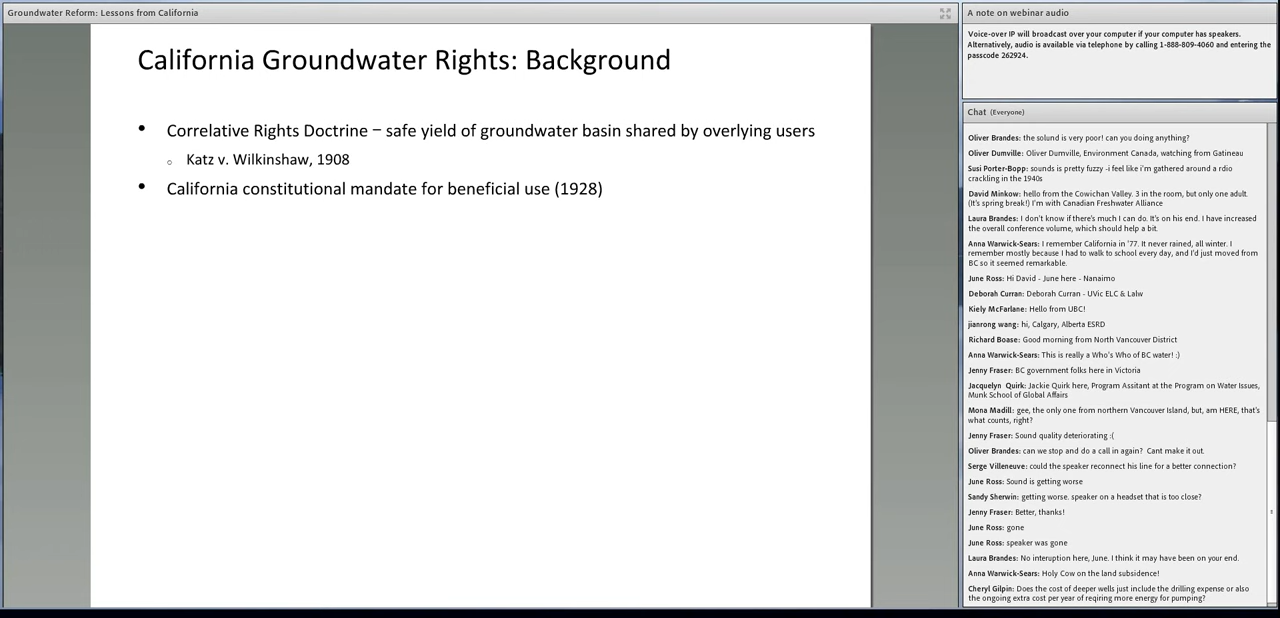 Groundwater Reform: Lessons from California
California Groundwater Rights: Background
• Correlative Rights Doctrine – safe yield of groundwater basin shared by overlying users
○ Katz v. Wilkinshaw, 1908
• California constitutional mandate for beneficial use (1928)
A note on webinar audio
Voice-over IP will broadcast over your computer if your computer has speakers.
Alternatively, audio is available via telephone by calling 1-888-809-4060 and entering the
passcode 262924.
Chat (Everyone)
Oliver Brandes: the solund is very poor! can you doing anything?
Oliver Dumville: Oliver Dumville, Environment Canada, watching from Gatineau
Susi Porter-Bopp: sounds is pretty fuzzy -i feel like i'm gathered around a rdio
crackling in the 1940s
David Minkow: hello from the Cowichan Valley. 3 in the room, but only one adult.
(It's spring break!) I'm with Canadian Freshwater Alliance
Laura Brandes: I don't know if there's much I can do. It's on his end. I have increased
the overall conference volume, which should help a bit.
Anna Warwick-Sears: I remember California in '77. It never rained, all winter. I
remember mostly because I had to walk to school every day, and I'd just moved from
BC so it seemed remarkable.
June Ross: Hi David - June here - Nanaimo
Deborah Curran: Deborah Curran - UVic ELC & Lalw
Kiely McFarlane: Hello from UBC!
jianrong wang: hi, Calgary, Alberta ESRD
Richard Boase: Good morning from North Vancouver District
Anna Warwick-Sears: This is really a Who's Who of BC water! :)
Jenny Fraser: BC government folks here in Victoria
Jacquelyn Quirk: Jackie Quirk here, Program Assitant at the Program on Water Issues,
Munk School of Global Affairs
Mona Madill: gee, the only one from northern Vancouver Island, but, am HERE, that's
what counts, right?
Jenny Fraser: Sound quality deteriorating :(
Oliver Brandes: can we stop and do a call in again? Cant make it out.
Serge Villeneuve: could the speaker reconnect his line for a better connection?
June Ross: Sound is getting worse
Sandy Sherwin: getting worse. speaker on a headset that is too close?
Jenny Fraser: Better, thanks!
June Ross: gone
June Ross: speaker was gone
Laura Brandes: No interuption here, June. I think it may have been on your end.
Anna Warwick-Sears: Holy Cow on the land subsidence!
Cheryl Gilpin: Does the cost of deeper wells just include the drilling expense or also
the ongoing extra cost per year of reqiring more energy for pumping?